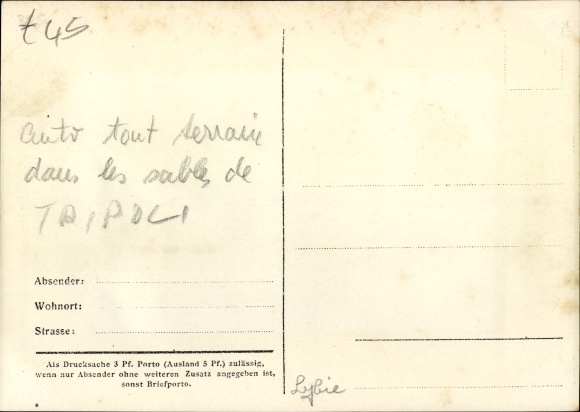 £45
auto tout terrain
dans les sables de
TRIPOLI
Absender:
Wohnort:
Strasse:
Als Drucksache 3 Pf. Porto (Ausland 5 Pf.) zulässig,
wenn nur Absender ohne weiteren Zusatz angegeben ist,
sonst Briefporto.
Lybie